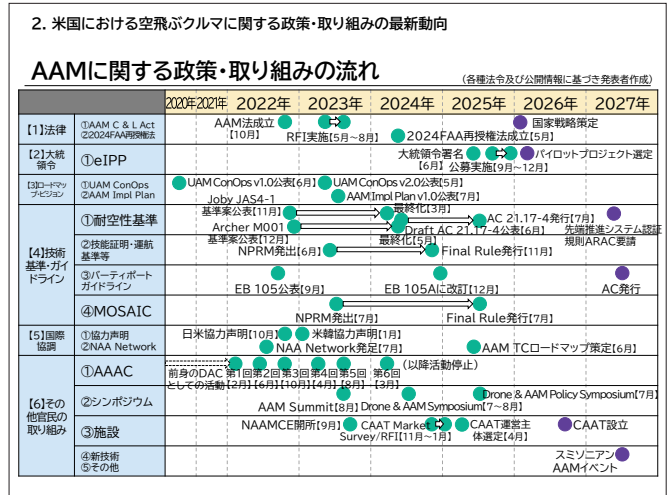 2. 米国における空飛ぶクルマに関する政策・取り組みの最新動向
AAMに関する政策・取り組みの流れ
(各種法令及び公開情報に基づき発表者作成)
2020年 2021年 2022年 2023年 2024年 2025年 2026年 2027年
【1】法律
①AAM C & L Act
②2024FAA再授権法
AAM法成立
【10月】
RFI実施【5月~8月】
2024FAA再授権法成立【5月】
国家戦略策定
【2】大統
領令
①eIPP
大統領令署名
【6月】
公募実施【9月~12月】
パイロットプロジェクト選定
【3】ロードマッ
プ・ビジョン
①UAM ConOps
②AAM Impl Plan
UAM ConOps v1.0公表【6月】
UAM ConOps v2.0公表【5月】
AAM Impl Plan v1.0公表【7月】
【4】技術
基準・ガイ
ドライン
①耐空性基準
Joby JAS4-1
基準案公表【11月】
最終化【3月】
Archer M001
基準案公表【12月】
最終化【5月】
Draft AC 21.17-4公表【6月】
AC 21.17-4発行【7月】
先端推進システム認証
規則ARAC要請
②技能証明・運航
基準等
NPRM発出【6月】
Final Rule発行【11月】
③バーティポート
ガイドライン
EB 105公表【9月】
EB 105Aに改訂【12月】
AC発行
④MOSAIC
NPRM発出【7月】
Final Rule発行【7月】
【5】国際
協調
①協力声明
②NAA Network
日米協力声明【10月】
米韓協力声明【1月】
NAA Network発足【7月】
AAM TCロードマップ策定【6月】
【6】その
他官民の
取り組み
①AAAC
前身のDAC
としての活動
第1回 第2回 第3回 第4回 第5回 第6回
【2月】 【6月】 【10月】 【4月】 【8月】 【3月】
(以降活動停止)
②シンポジウム
AAM Summit【8月】
Drone & AAM Symposium【7~8月】
Drone & AAM Policy Symposium【7月】
③施設
NAAMCE開所【9月】
CAAT Market
Survey/RFI【11月~1月】
CAAT運営主
体選定【4月】
CAAT設立
④新技術
⑤その他
スミソニアン
AAMイベント